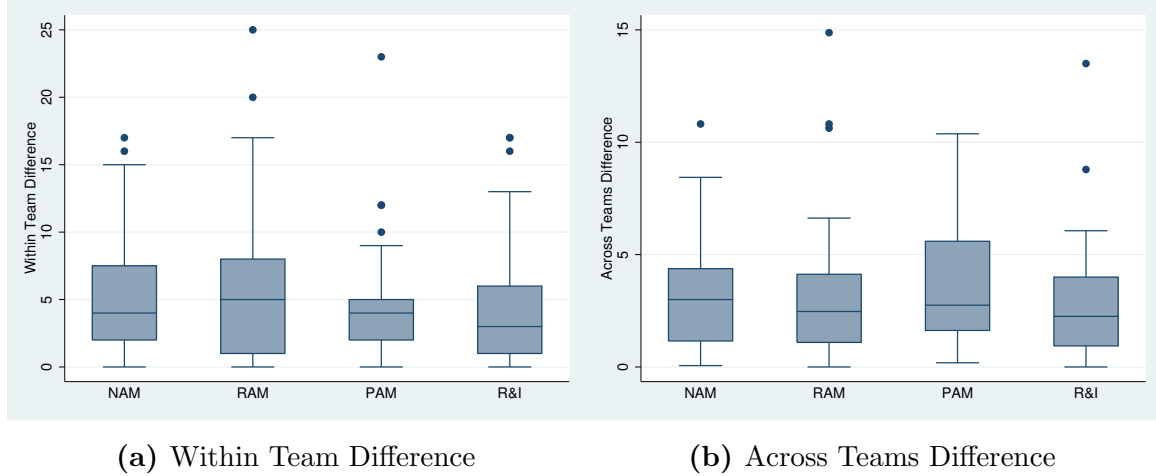 25
20
15
10
5
0
Within Team Difference
NAM RAM PAM R&I
15
10
5
0
Across Teams Difference
NAM RAM PAM R&I
(a) Within Team Difference
(b) Across Teams Difference